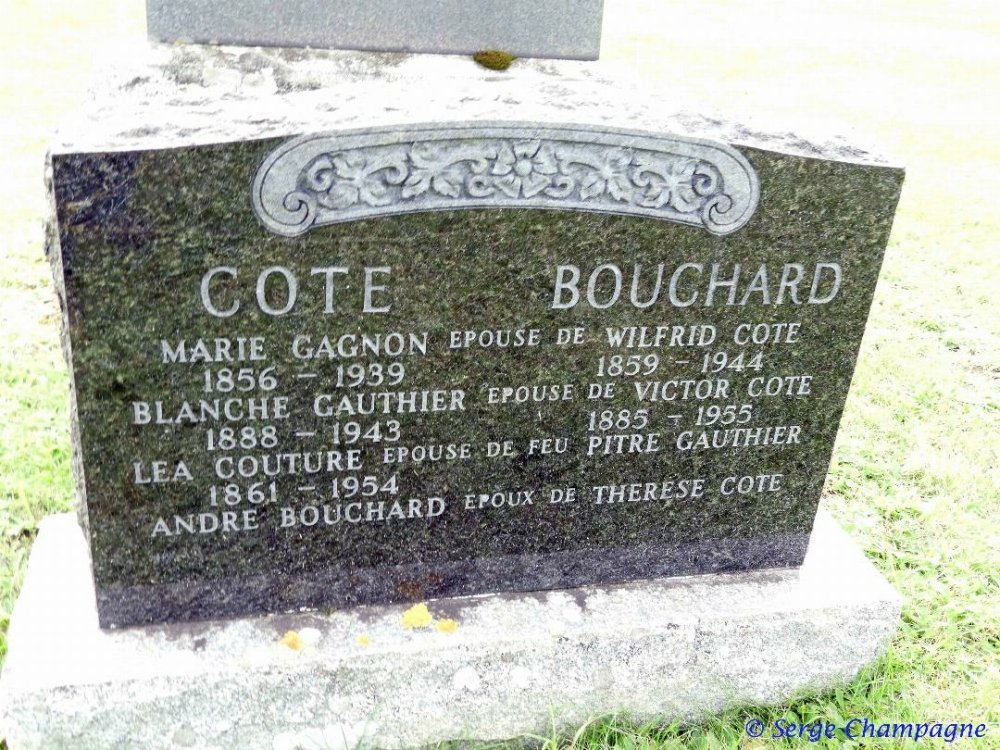 COTE BOUCHARD
MARIE GAGNON EPOUSE DE WILFRID COTE
1856 - 1939 1859 - 1944
BLANCHE GAUTHIER EPOUSE DE VICTOR COTE
1888 - 1943 1885 - 1955
LEA COUTURE EPOUSE DE FEU PITRE GAUTHIER
1861 - 1954
ANDRE BOUCHARD EPOUX DE THERESE COTE
© Serge Champagne